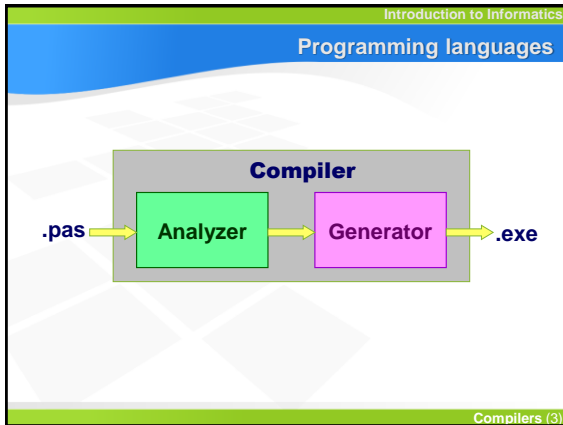 Introduction to Informatics
Programming languages
Compiler
.pas Analyzer Generator .exe
Compilers (3)